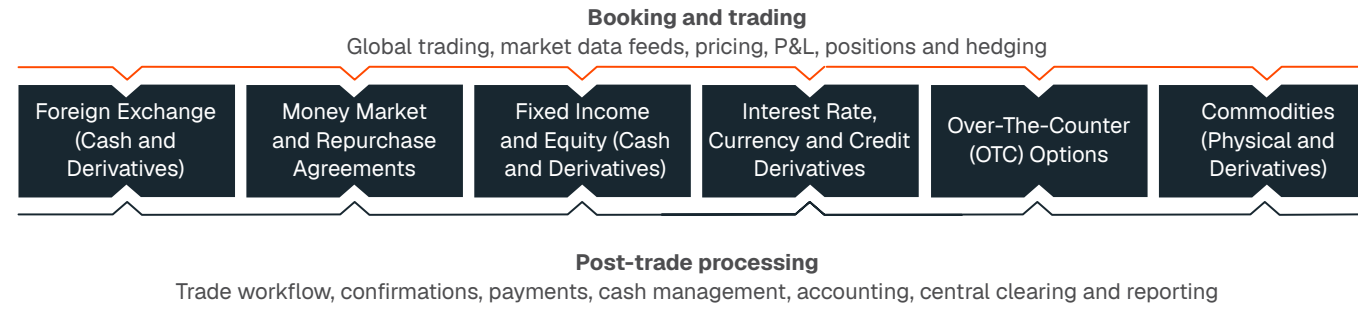 Booking and trading
Global trading, market data feeds, pricing, P&L, positions and hedging
Foreign Exchange
(Cash and
Derivatives)
Money Market
and Repurchase
Agreements
Fixed Income
and Equity (Cash
and Derivatives)
Interest Rate,
Currency and Credit
Derivatives
Over-The-Counter
(OTC) Options
Commodities
(Physical and
Derivatives)
Post-trade processing
Trade workflow, confirmations, payments, cash management, accounting, central clearing and reporting